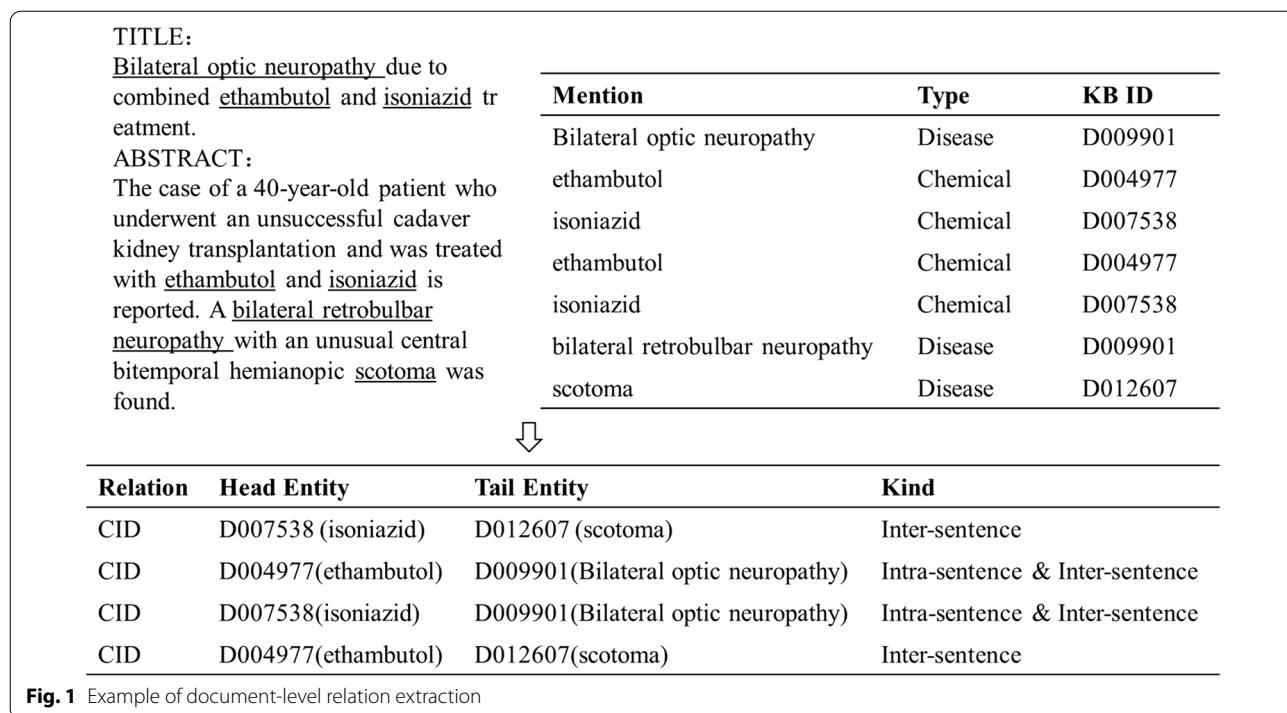 TITLE：
Bilateral optic neuropathy due to
combined ethambutol and isoniazid tr
eatment.
ABSTRACT：
The case of a 40-year-old patient who
underwent an unsuccessful cadaver
kidney transplantation and was treated
with ethambutol and isoniazid is
reported. A bilateral retrobulbar
neuropathy with an unusual central
bitemporal hemianopic scotoma was
found.
Mention Type KB ID
Bilateral optic neuropathy Disease D009901
ethambutol Chemical D004977
isoniazid Chemical D007538
ethambutol Chemical D004977
isoniazid Chemical D007538
bilateral retrobulbar neuropathy Disease D009901
scotoma Disease D012607
Relation Head Entity Tail Entity Kind
CID D007538 (isoniazid) D012607 (scotoma) Inter-sentence
CID D004977(ethambutol) D009901(Bilateral optic neuropathy) Intra-sentence & Inter-sentence
CID D007538(isoniazid) D009901(Bilateral optic neuropathy) Intra-sentence & Inter-sentence
CID D004977(ethambutol) D012607(scotoma) Inter-sentence
Fig. 1 Example of document-level relation extraction